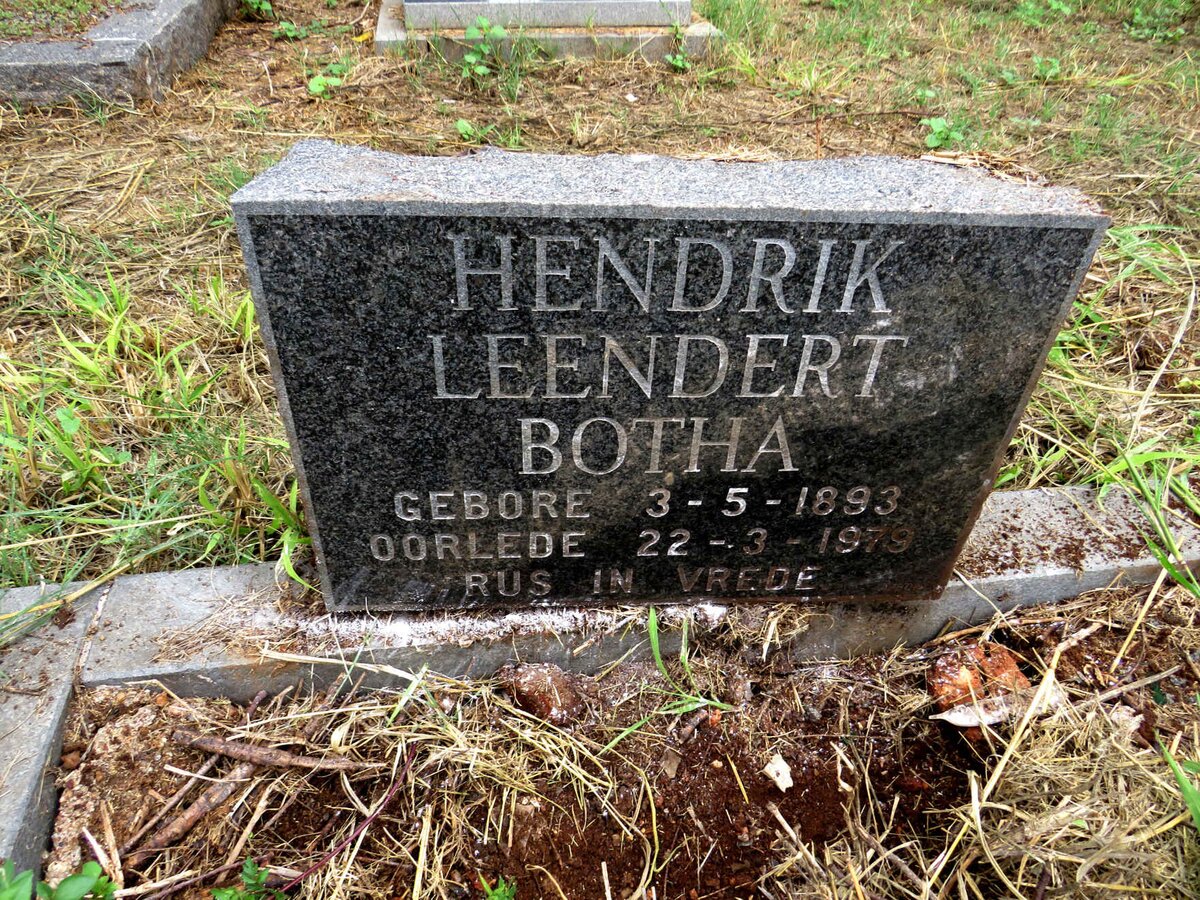 HENDRIK
LEENDERT
BOTHA
GEBORE 3-5-1893
OORLEDE 22-3-1979
RUS IN VREDE